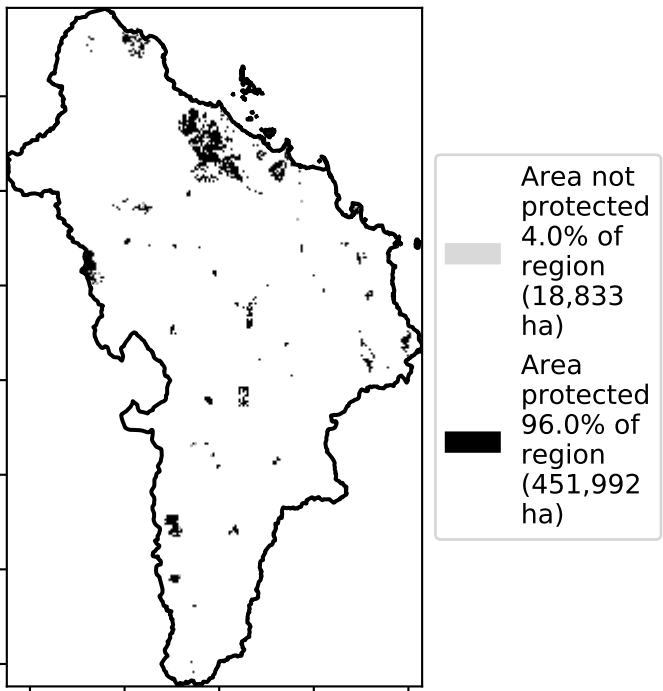 Area not
protected
4.0% of
region
(18,833
ha)
Area
protected
96.0% of
region
(451,992
ha)